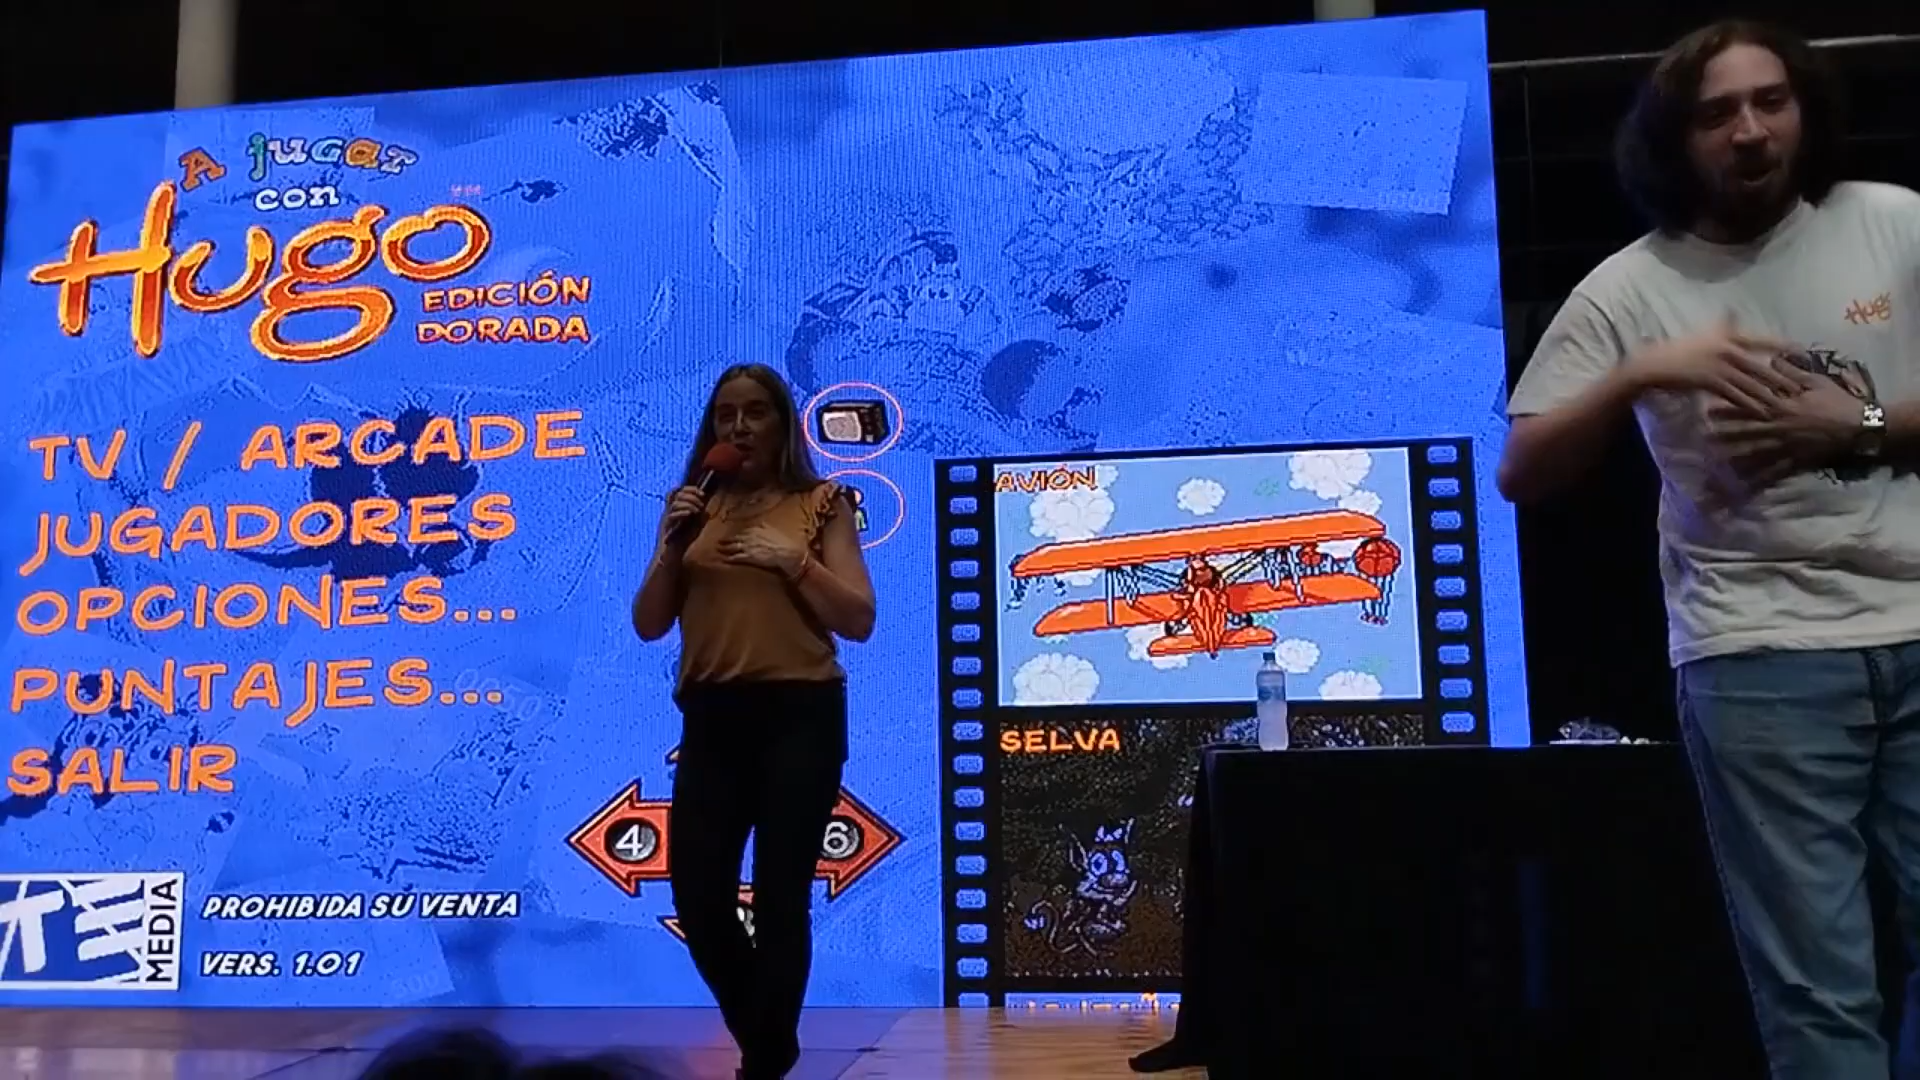 A jugar
con
Hugo
EDICIÓN
DORADA
TV / ARCADE
JUGADORES
OPCIONES...
PUNTAJES...
SALIR
4
6
AVIÓN
SELVA
ITE
MEDIA
PROHIBIDA SU VENTA
VERS. 1.01
Hugo